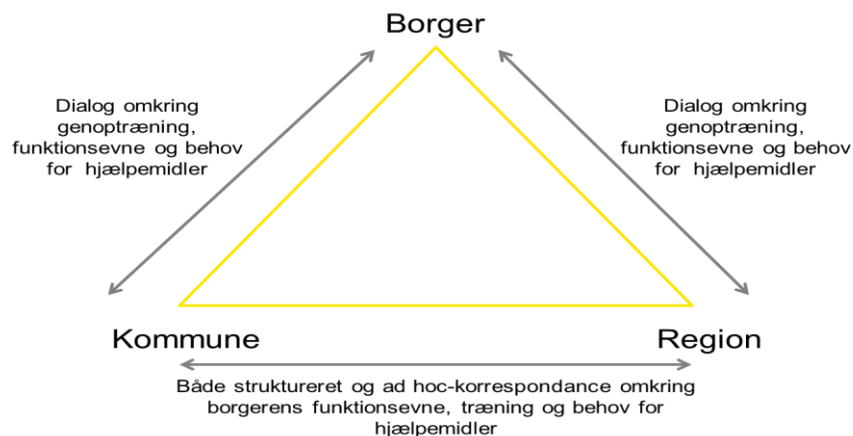 Borger
Dialog omkring
genoptræning,
funktionsevne og behov
for hjælpemidler
Dialog omkring
genoptræning,
funktionsevne og behov
for hjælpemidler
Kommune
Region
Både struktureret og ad hoc-korrespondance omkring
borgerens funktionsevne, træning og behov for
hjælpemidler